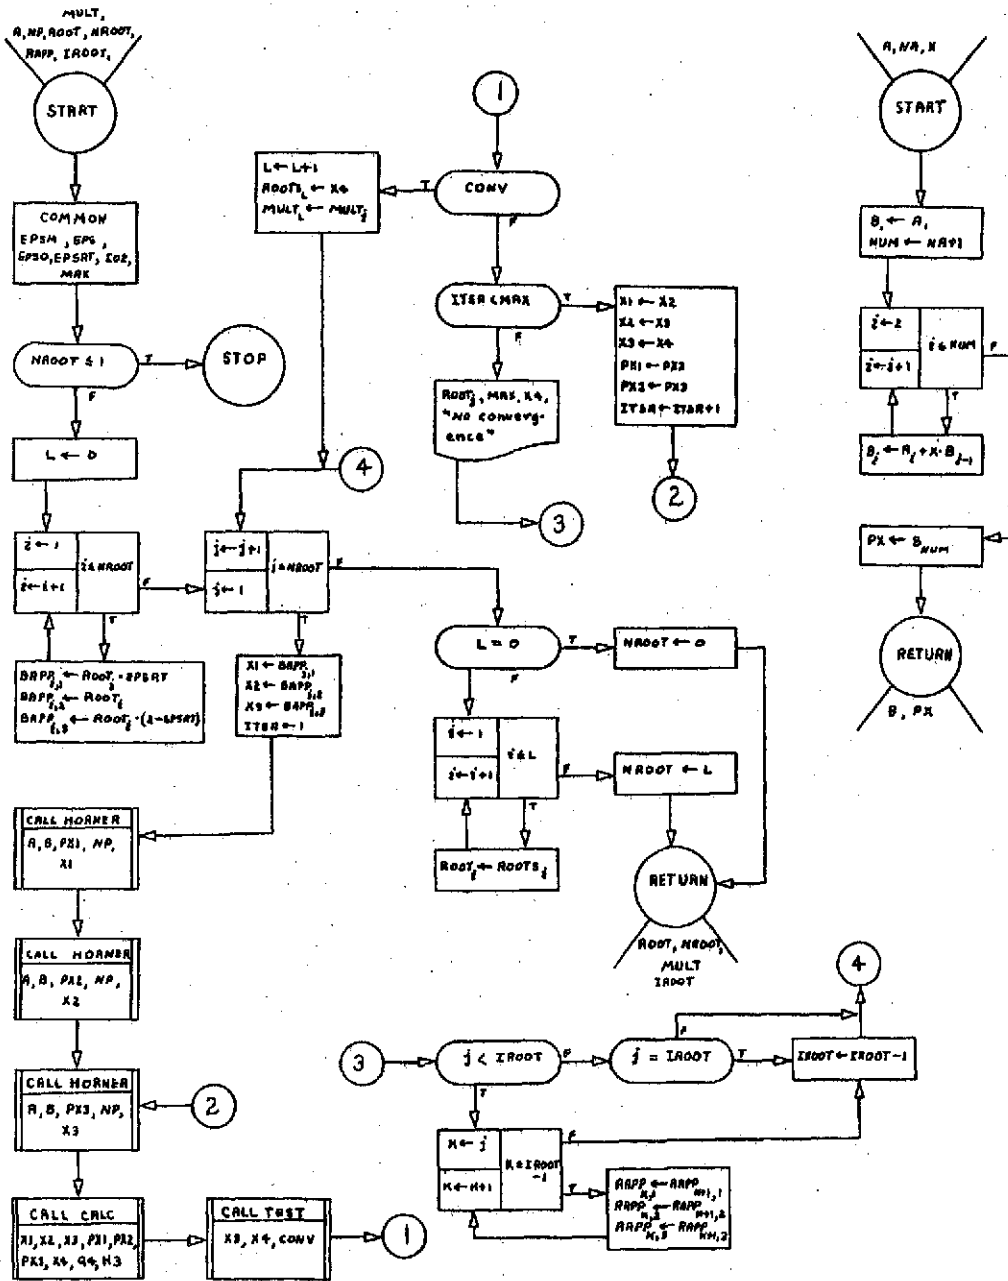 MULT,
A, NP, ROOT, NROOT,
RAPP, IROOT,
START
COMMON
EPSM, EPS,
EPSO, EPSRT, IO2,
MAX
NROOT ≤ 1
T
F
STOP
L ← 0
i ← 1
i ← i+1
i ≤ NROOT
F
T
BAPP i,1 ← ROOT i · EPSRT
BAPP i,2 ← ROOT i
BAPP i,3 ← ROOT i · (2-EPSRT)
j ← j+1
j ← 1
j ≤ NROOT
F
T
X1 ← BAPP j,1
X2 ← BAPP j,2
X3 ← BAPP j,3
ITER ← 1
CALL HORNER
A, B, PX1, NP,
X1
CALL HORNER
A, B, PX2, NP,
X2
CALL HORNER
A, B, PX3, NP,
X3
2
CALL CALC
X1, X2, X3, PX1, PX2,
PX3, X4, Q4, H3
CALL TEST
X3, X4, CONV
1
1
CONV
T
F
L ← L+1
ROOTS L ← X4
MULT L ← MULT j
4
ITER < MAX
T
F
X1 ← X2
X2 ← X3
X3 ← X4
PX1 ← PX2
PX2 ← PX3
ITER ← ITER+1
2
ROOT j, MAX, X4,
"No converg-
ence"
3
L = 0
T
F
NROOT ← 0
i ← 1
i ← i+1
i ≤ L
F
T
ROOT i ← ROOTS i
NROOT ← L
RETURN
ROOT, NROOT,
MULT
IROOT
3
j < IROOT
F
T
j = IROOT
F
T
IROOT ← IROOT-1
4
K ← j
K ← K+1
K ≤ IROOT
-1
F
T
RAPP K,1 ← RAPP K+1,1
RAPP K,2 ← RAPP K+1,2
RAPP K,3 ← RAPP K+1,3
A, NA, X
START
B 1 ← A 1
NUM ← NA+1
i ← 2
i ← i+1
i ≤ NUM
F
T
B i ← A i + X · B i-1
PX ← B NUM
RETURN
B, PX